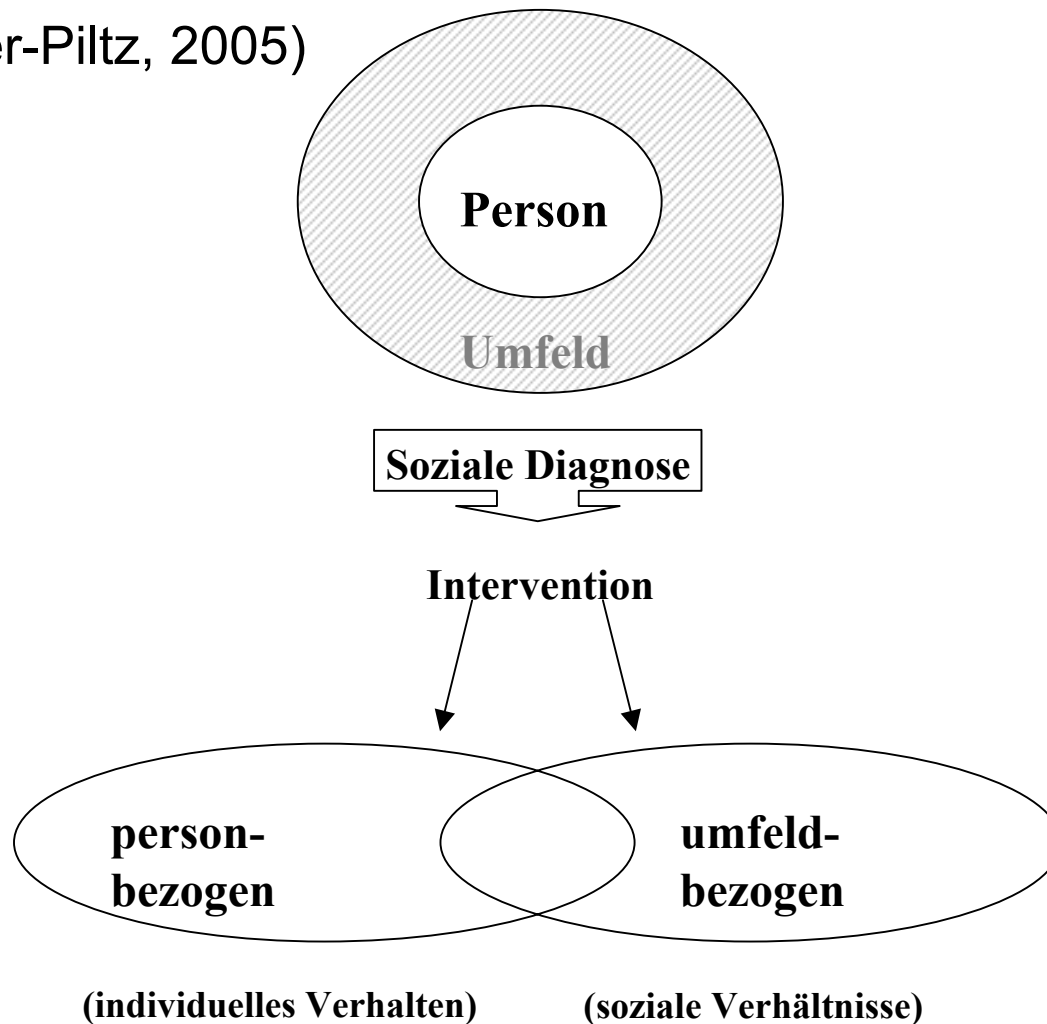 er-Piltz, 2005)
Person
Umfeld
Soziale Diagnose
Intervention
person-
bezogen
umfeld-
bezogen
(individuelles Verhalten)
(soziale Verhältnisse)